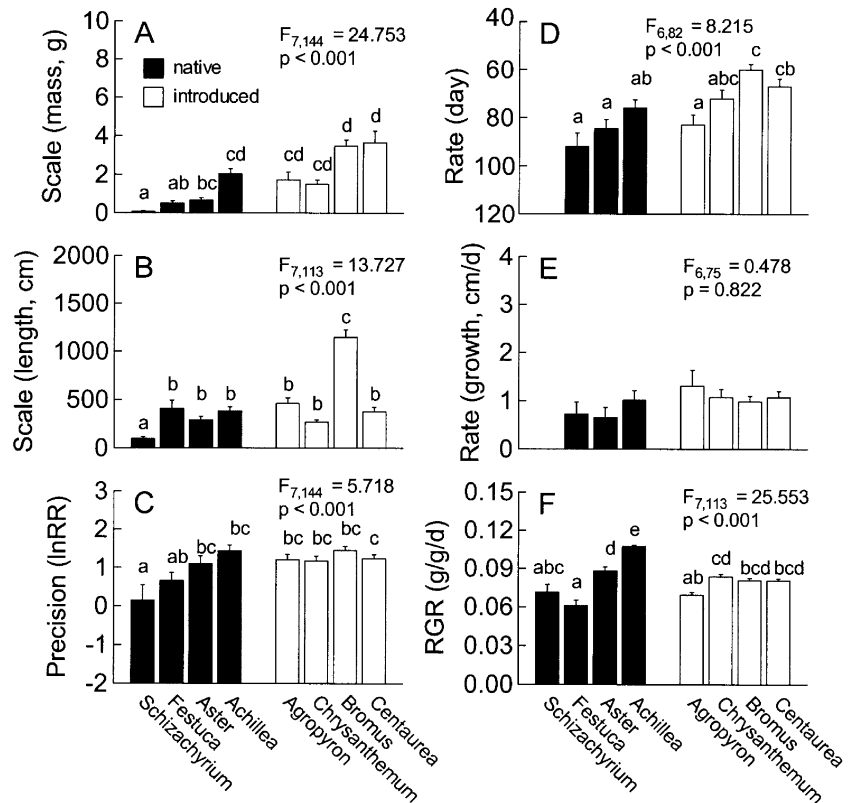 A
Scale (mass, g)
10
8
6
4
2
0
native
introduced
F7,144 = 24.753
p < 0.001
a
ab
bc
cd
cd
cd
d
d
B
Scale (length, cm)
2000
1500
1000
500
0
F7,113 = 13.727
p < 0.001
a
b
b
b
b
b
c
b
C
Precision (lnRR)
3
2
1
0
-1
-2
F7,144 = 5.718
p < 0.001
a
ab
bc
bc
bc
bc
bc
c
Schizachyrium
Festuca
Aster
Achillea
Agropyron
Chrysanthemum
Bromus
Centaurea
D
Rate (day)
40
60
80
100
120
F6,82 = 8.215
p < 0.001
a
a
ab
a
abc
c
cb
E
Rate (growth, cm/d)
4
3
2
1
0
F6,75 = 0.478
p = 0.822
F
RGR (g/g/d)
0.15
0.12
0.09
0.06
0.03
0.00
F7,113 = 25.553
p < 0.001
abc
a
d
e
ab
cd
bcd
bcd
Schizachyrium
Festuca
Aster
Achillea
Agropyron
Chrysanthemum
Bromus
Centaurea